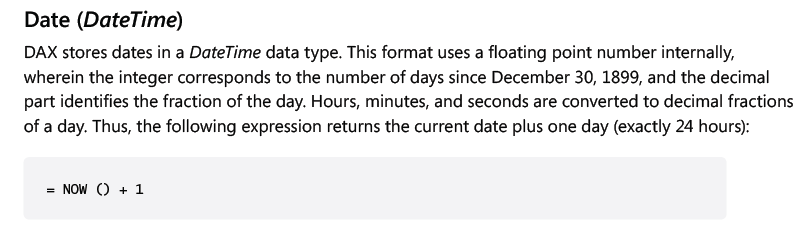 Date (DateTime)
DAX stores dates in a DateTime data type. This format uses a floating point number internally,
wherein the integer corresponds to the number of days since December 30, 1899, and the decimal
part identifies the fraction of the day. Hours, minutes, and seconds are converted to decimal fractions
of a day. Thus, the following expression returns the current date plus one day (exactly 24 hours):
= NOW () + 1